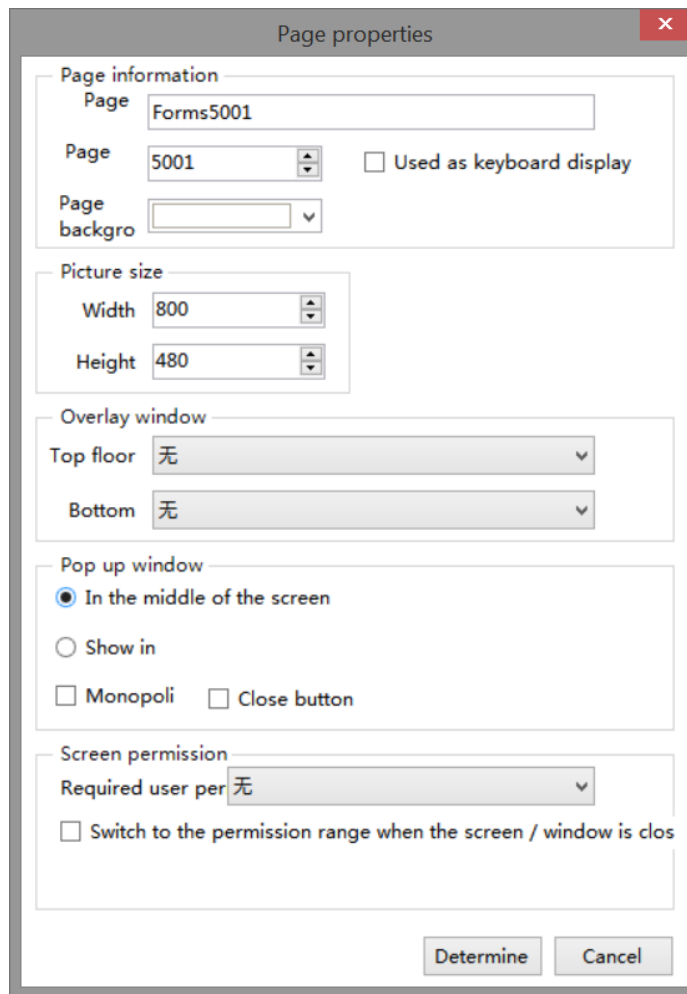 Page properties
Page information
Page
Forms5001
Page
5001
Used as keyboard display
Page
backgro
Picture size
Width
800
Height
480
Overlay window
Top floor
无
Bottom
无
Pop up window
In the middle of the screen
Show in
Monopoli
Close button
Screen permission
Required user per
无
Switch to the permission range when the screen / window is clos
Determine
Cancel